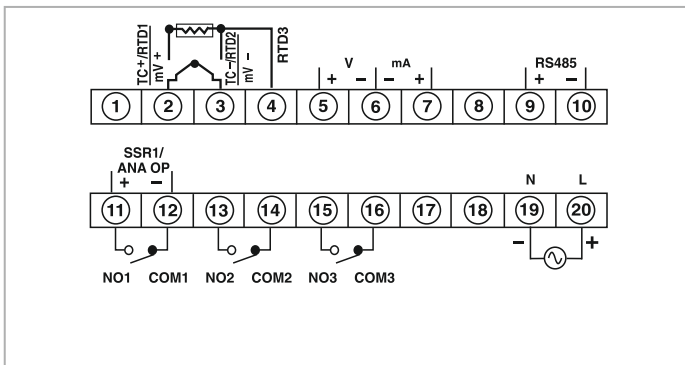 TC+/RTD1
mV +
TC−/RTD2
mV −
RTD3
V
+ −
mA
− +
RS485
+ −
1 2 3 4 5 6 7 8 9 10
SSR1/
ANA OP
+ −
N L
11 12 13 14 15 16 17 18 19 20
− +
NO1 COM1 NO2 COM2 NO3 COM3